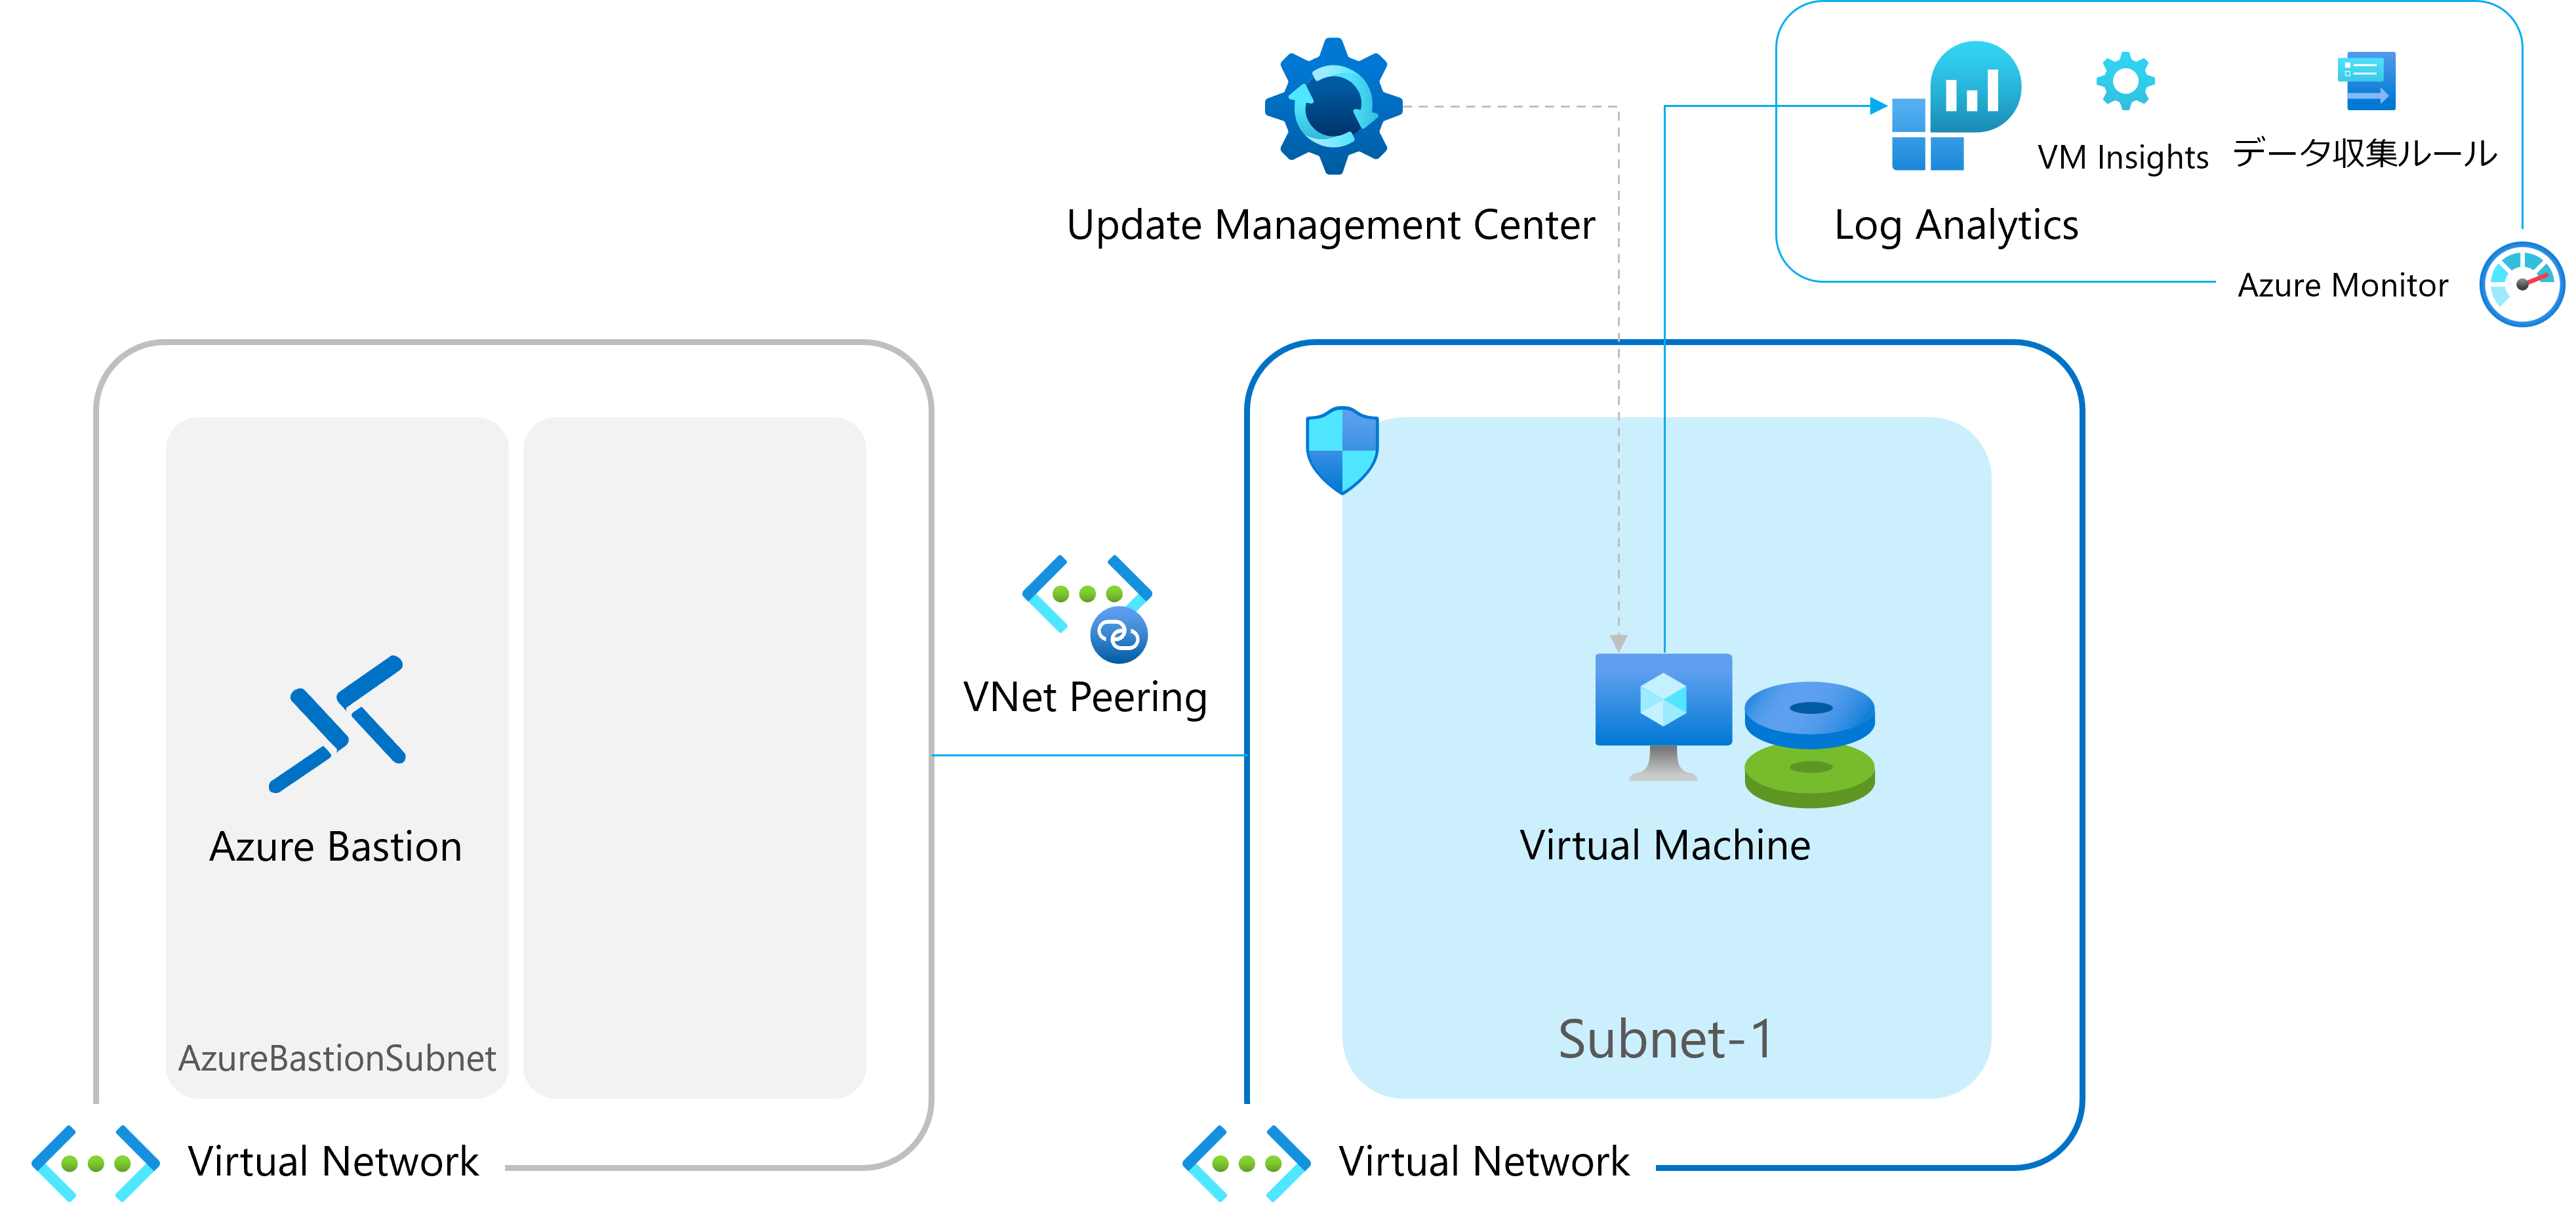 Update Management Center
Log Analytics
VM Insights
データ収集ルール
Azure Monitor
VNet Peering
Azure Bastion
AzureBastionSubnet
Virtual Network
Virtual Machine
Subnet-1
Virtual Network